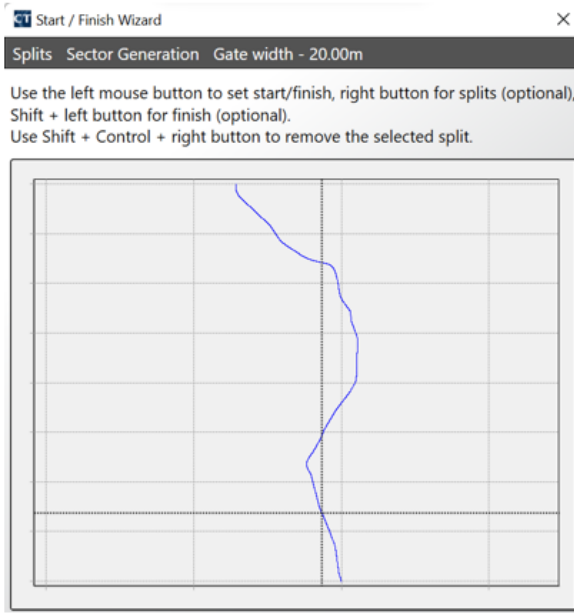 CT Start / Finish Wizard
Splits Sector Generation Gate width - 20.00m
Use the left mouse button to set start/finish, right button for splits (optional),
Shift + left button for finish (optional).
Use Shift + Control + right button to remove the selected split.